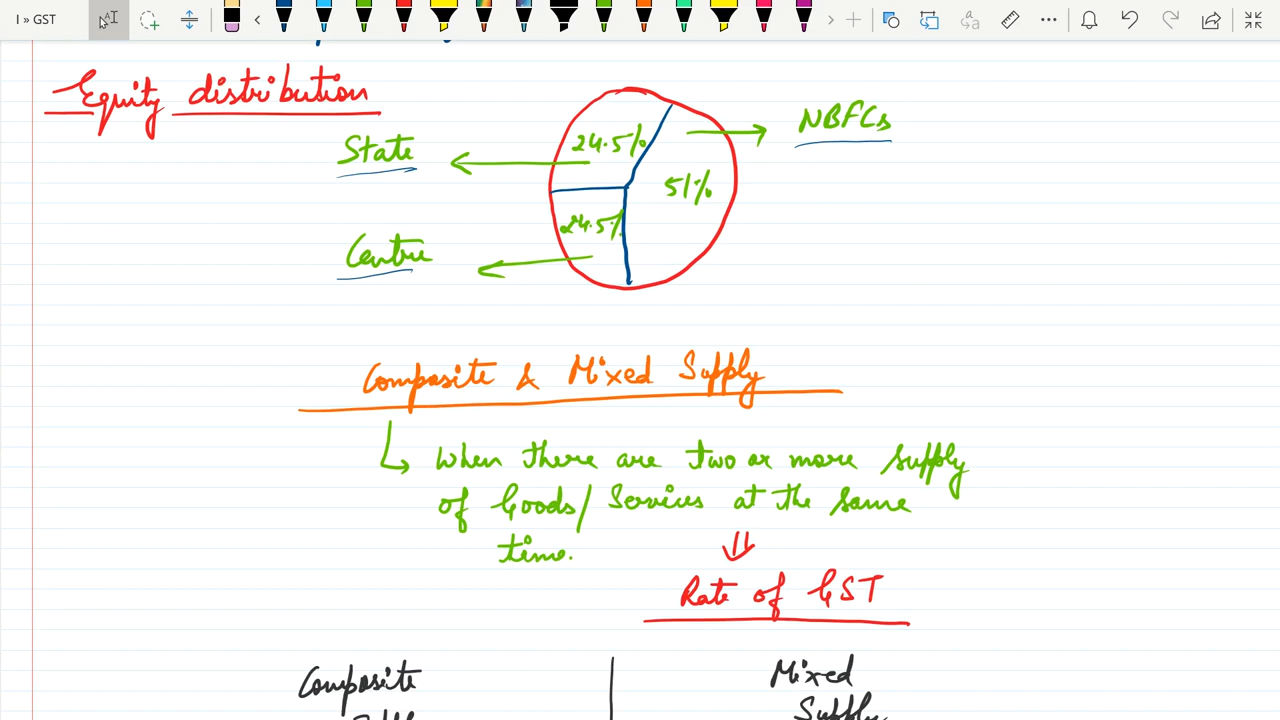 I » GST
Equity distribution
24.5%
NBFCs
State
51%
24.5%
Centre
Composite & Mixed Supply
When there are two or more supply
of Goods/Services at the same
time.
Rate of GST
Composite
Mixed
Supply